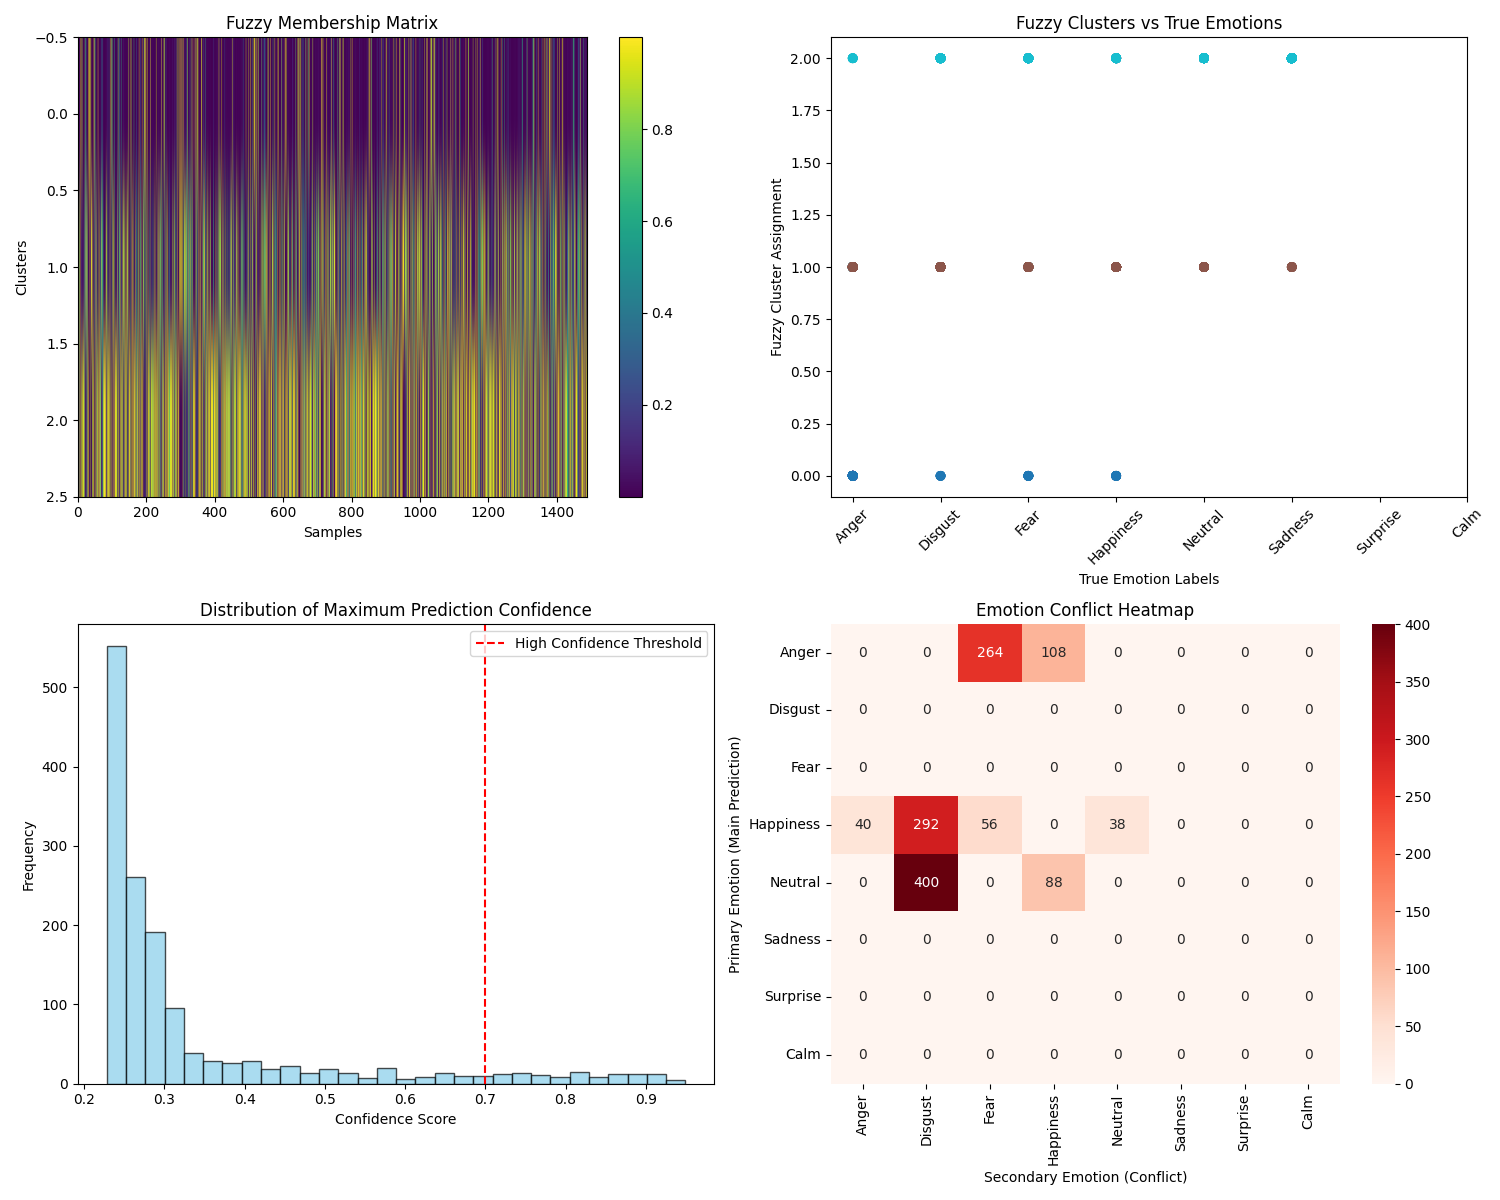 Fuzzy Membership Matrix
−0.5
0.0
0.5
1.0
1.5
2.0
2.5
Clusters
0 200 400 600 800 1000 1200 1400
Samples
0.8
0.6
0.4
0.2
Fuzzy Clusters vs True Emotions
2.00
1.75
1.50
1.25
1.00
0.75
0.50
0.25
0.00
Fuzzy Cluster Assignment
Anger Disgust Fear Happiness Neutral Sadness Surprise Calm
True Emotion Labels
Distribution of Maximum Prediction Confidence
High Confidence Threshold
500
400
300
200
100
0
Frequency
0.2 0.3 0.4 0.5 0.6 0.7 0.8 0.9
Confidence Score
Emotion Conflict Heatmap
Primary Emotion (Main Prediction)
Anger 0 0 264 108 0 0 0 0
Disgust 0 0 0 0 0 0 0 0
Fear 0 0 0 0 0 0 0 0
Happiness 40 292 56 0 38 0 0 0
Neutral 0 400 0 88 0 0 0 0
Sadness 0 0 0 0 0 0 0 0
Surprise 0 0 0 0 0 0 0 0
Calm 0 0 0 0 0 0 0 0
Anger Disgust Fear Happiness Neutral Sadness Surprise Calm
Secondary Emotion (Conflict)
400
350
300
250
200
150
100
50
0